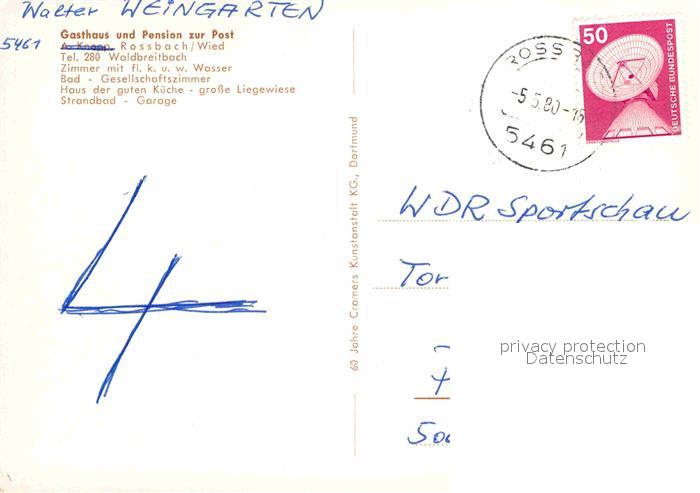 Walter WEINGARTEN
5461
Gasthaus und Pension zur Post
A. Knopp, Rossbach/Wied
Tel. 280 Waldbreitbach
Zimmer mit fl. k. u. w. Wasser
Bad - Gesellschaftszimmer
Haus der guten Küche - große Liegewiese
Strandbad - Garage
4
60 Jahre Cramers Kunstanstalt KG., Dortmund
ROSSB
-5.5.80-15
5461
50
DEUTSCHE BUNDESPOST
WDR Sportschau
Tor
privacy protection
Datenschutz